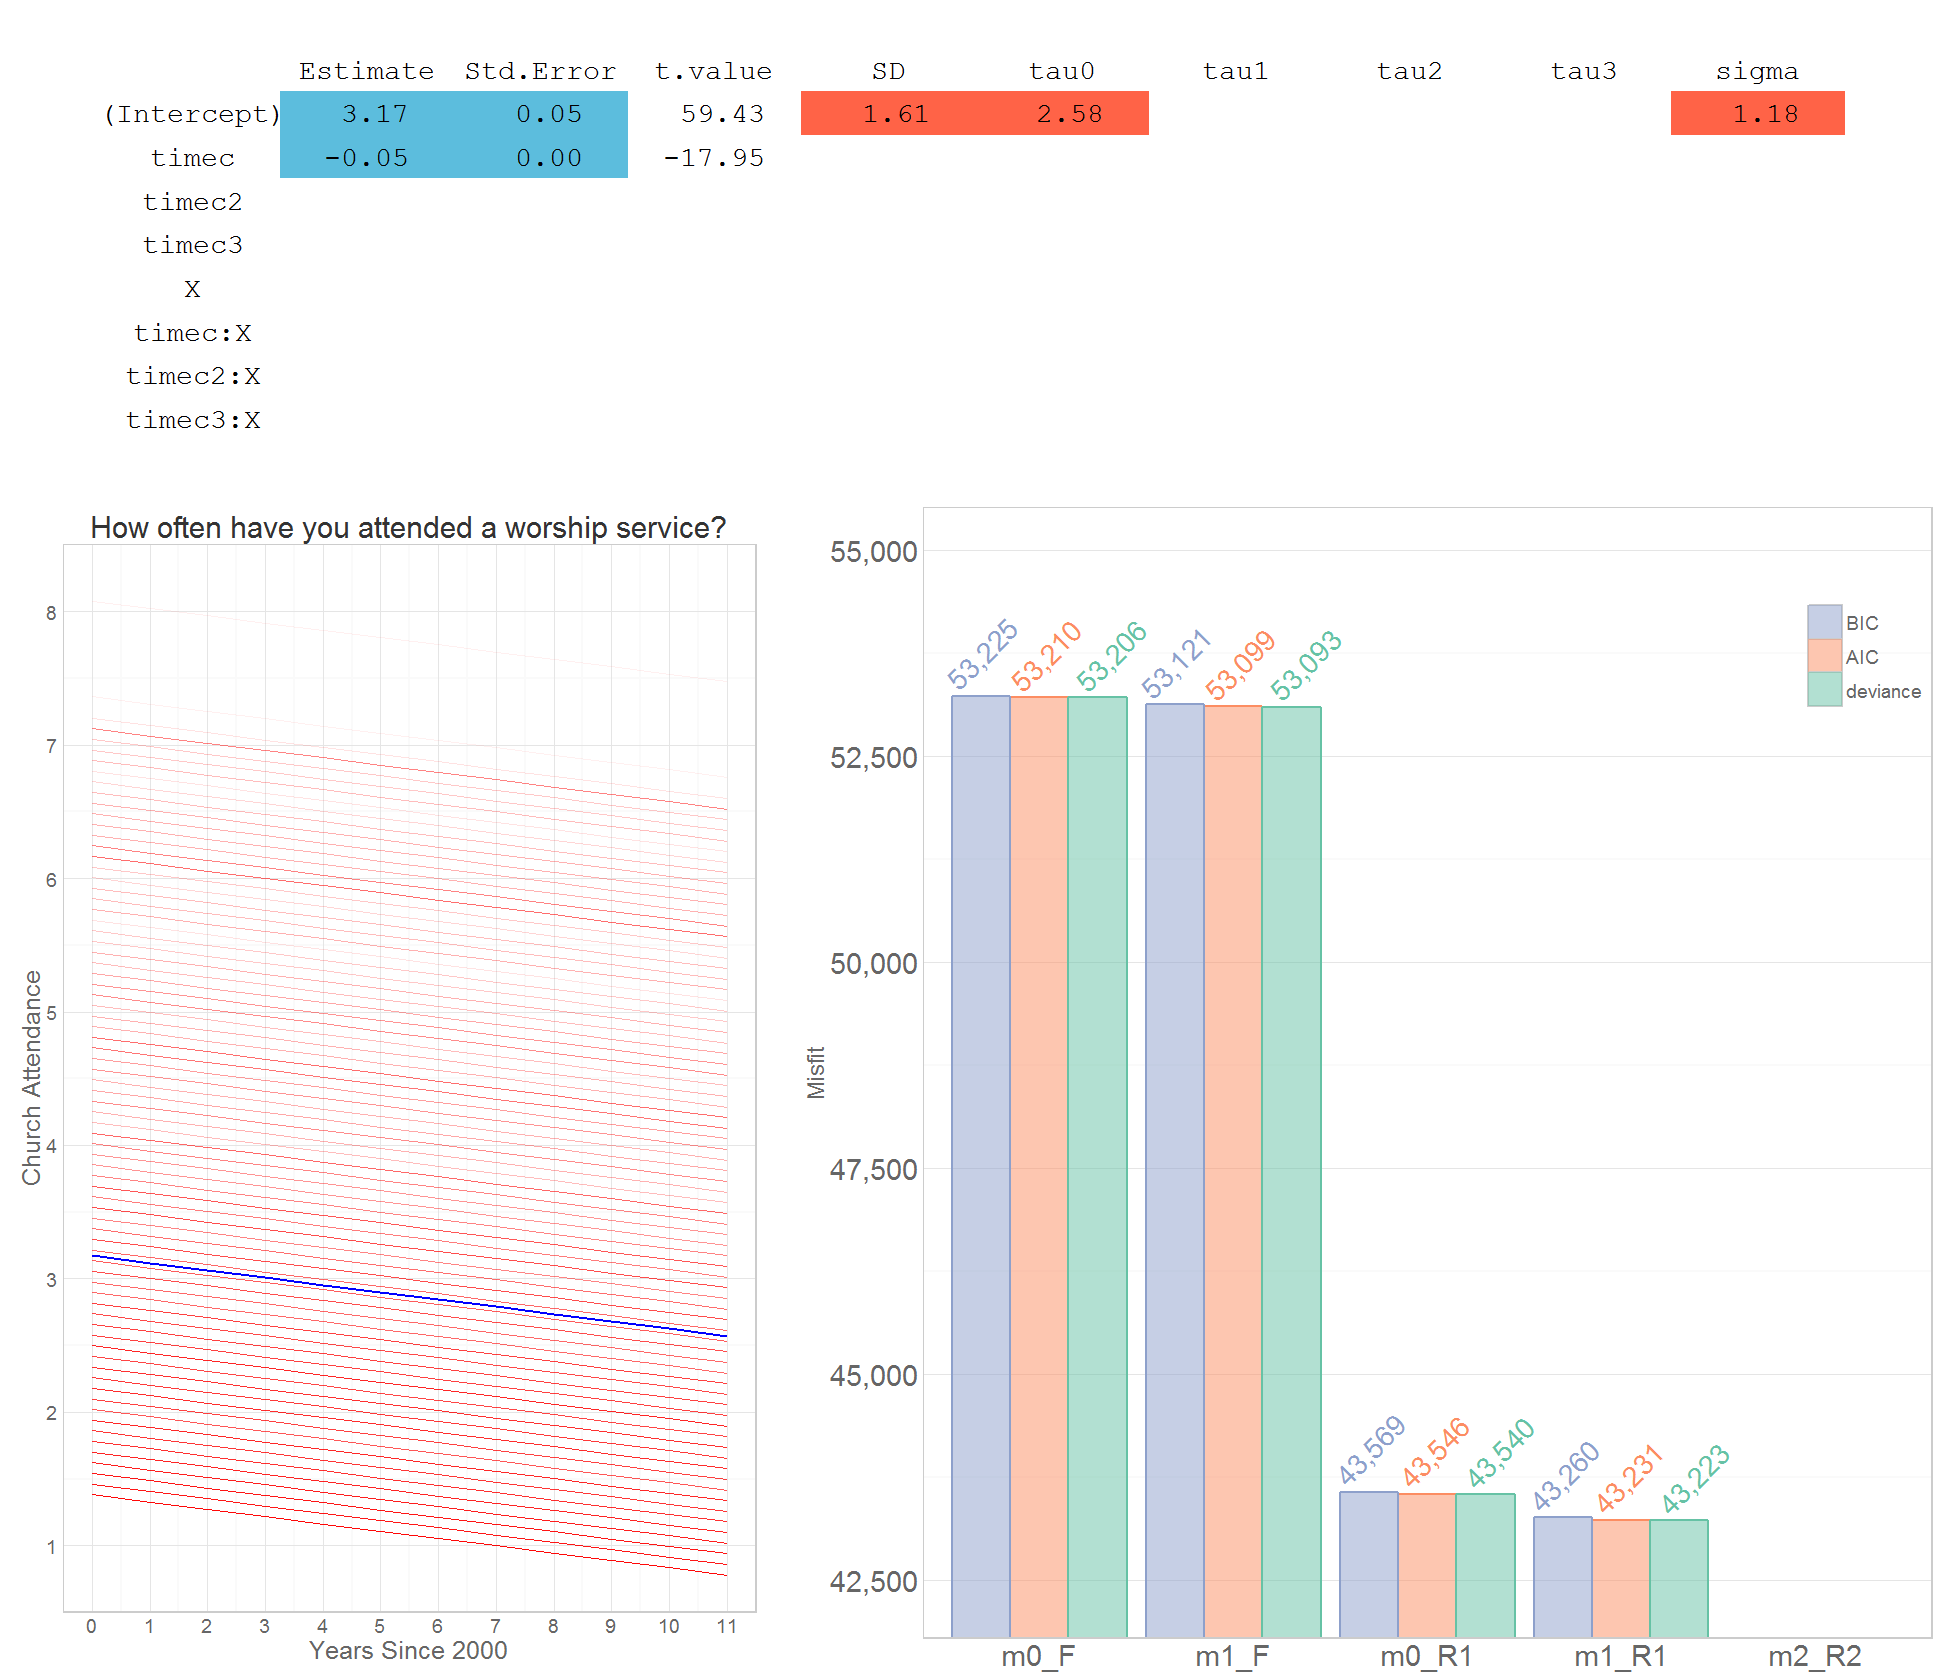 Estimate Std.Error t.value SD tau0 tau1 tau2 tau3 sigma
(Intercept) 3.17 0.05 59.43 1.61 2.58 1.18
timec -0.05 0.00 -17.95
timec2
timec3
X
timec:X
timec2:X
timec3:X
How often have you attended a worship service?
8
7
6
5
4
3
2
1
Church Attendance
0 1 2 3 4 5 6 7 8 9 10 11
Years Since 2000
55,000
52,500
50,000
47,500
45,000
42,500
Misfit
53,225 53,210 53,206 53,121 53,099 53,093
43,569 43,546 43,540 43,260 43,231 43,223
BIC
AIC
deviance
m0_F m1_F m0_R1 m1_R1 m2_R2